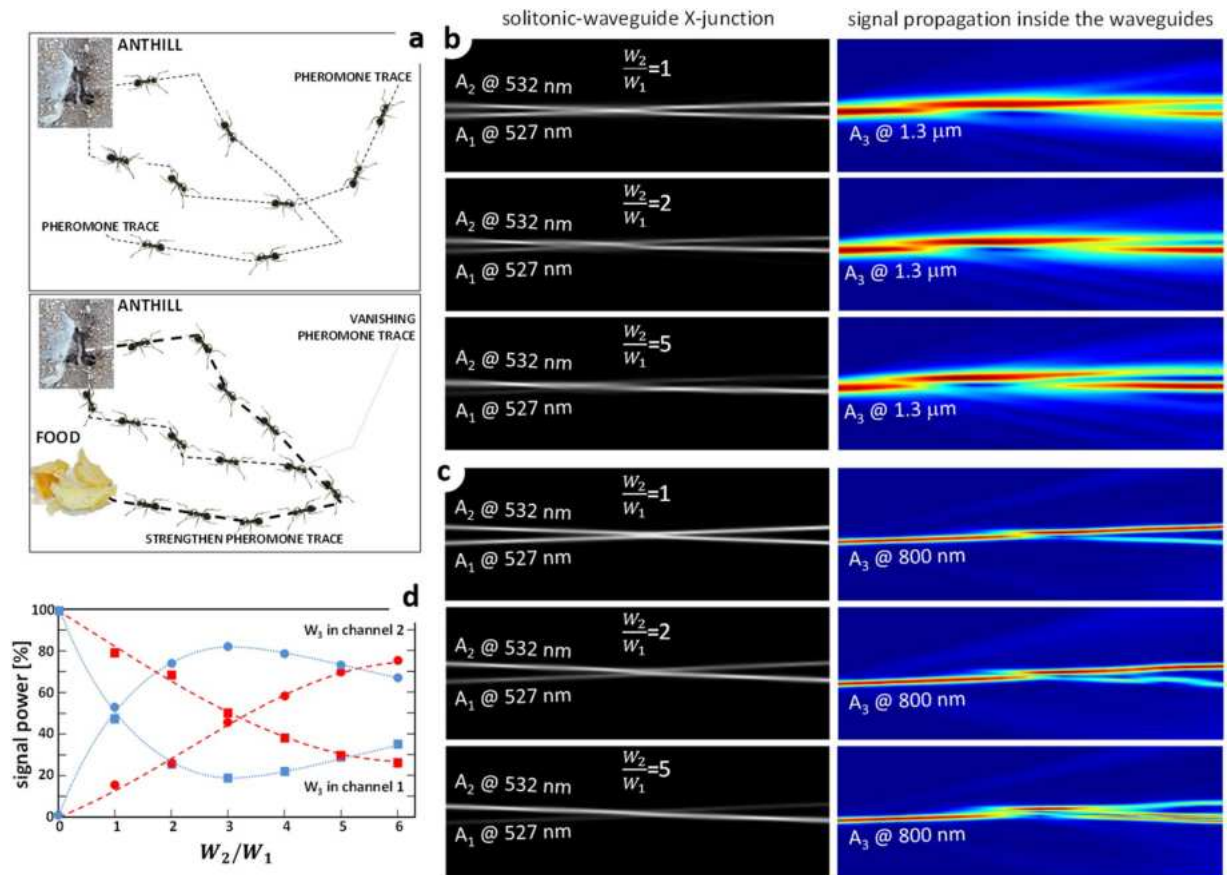 solitonic-waveguide X-junction
signal propagation inside the waveguides
a
ANTHILL
PHEROMONE TRACE
PHEROMONE TRACE
ANTHILL
VANISHING
PHEROMONE TRACE
FOOD
STRENGTHEN PHEROMONE TRACE
b
A₂ @ 532 nm
W₂/W₁=1
A₁ @ 527 nm
A₃ @ 1.3 μm
A₂ @ 532 nm
W₂/W₁=2
A₁ @ 527 nm
A₃ @ 1.3 μm
A₂ @ 532 nm
W₂/W₁=5
A₁ @ 527 nm
A₃ @ 1.3 μm
c
A₂ @ 532 nm
W₂/W₁=1
A₁ @ 527 nm
A₃ @ 800 nm
A₂ @ 532 nm
W₂/W₁=2
A₁ @ 527 nm
A₃ @ 800 nm
A₂ @ 532 nm
W₂/W₁=5
A₁ @ 527 nm
A₃ @ 800 nm
d
signal power [%]
100
80
60
40
20
0
W₃ in channel 2
W₃ in channel 1
0 1 2 3 4 5 6
W₂/W₁